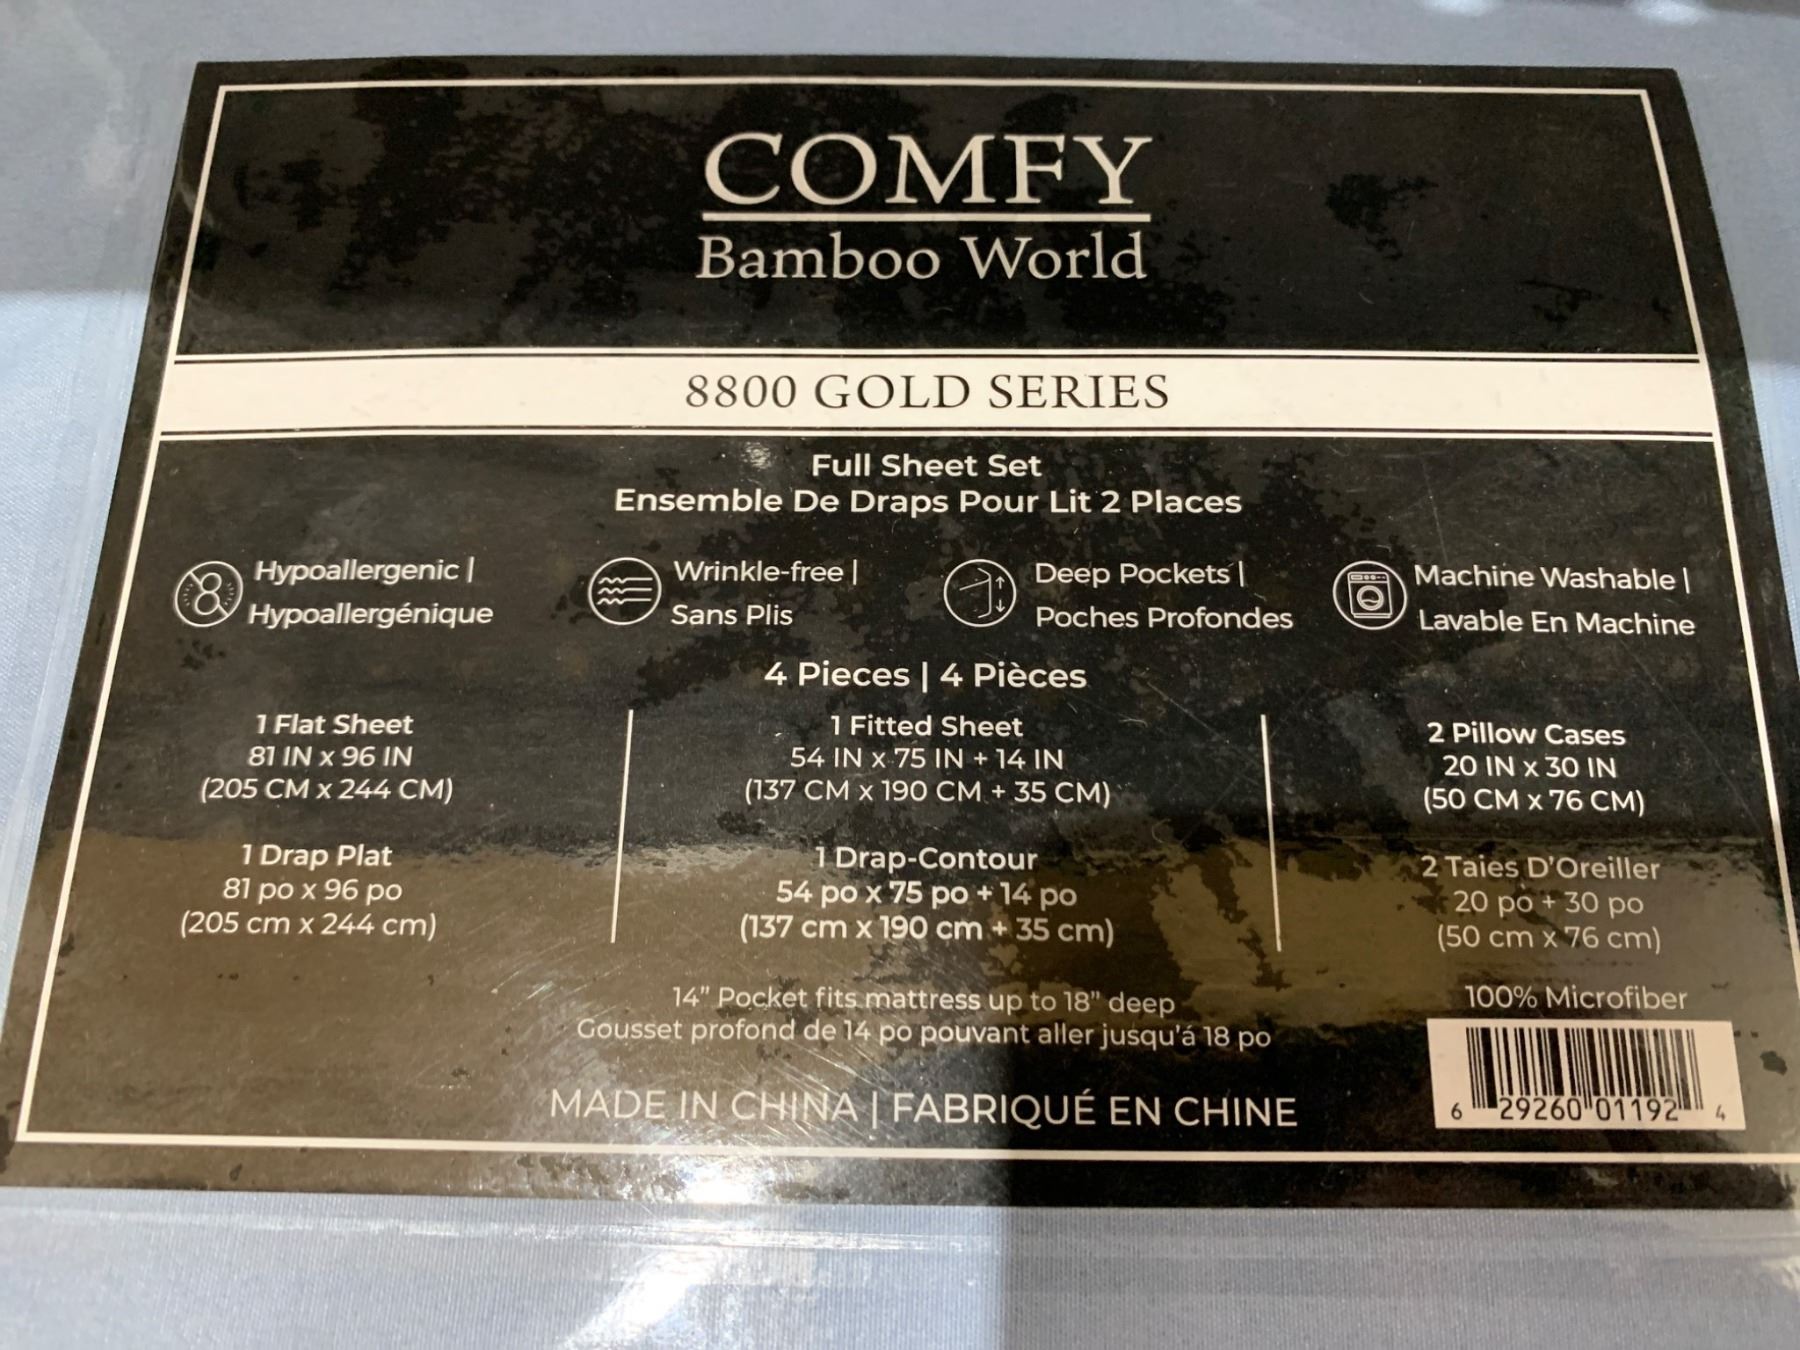 COMFY
Bamboo World
8800 GOLD SERIES
Full Sheet Set
Ensemble De Draps Pour Lit 2 Places
Hypoallergenic |
Hypoallergénique
Wrinkle-free |
Sans Plis
Deep Pockets |
Poches Profondes
Machine Washable |
Lavable En Machine
4 Pieces | 4 Pièces
1 Flat Sheet
81 IN x 96 IN
(205 CM x 244 CM)
1 Drap Plat
81 po x 96 po
(205 cm x 244 cm)
1 Fitted Sheet
54 IN x 75 IN + 14 IN
(137 CM x 190 CM + 35 CM)
1 Drap-Contour
54 po x 75 po + 14 po
(137 cm x 190 cm + 35 cm)
2 Pillow Cases
20 IN x 30 IN
(50 CM x 76 CM)
2 Taies D'Oreiller
20 po + 30 po
(50 cm x 76 cm)
14" Pocket fits mattress up to 18" deep
Gousset profond de 14 po pouvant aller jusqu'á 18 po
100% Microfiber
MADE IN CHINA | FABRIQUÉ EN CHINE
6 29260 01192 4